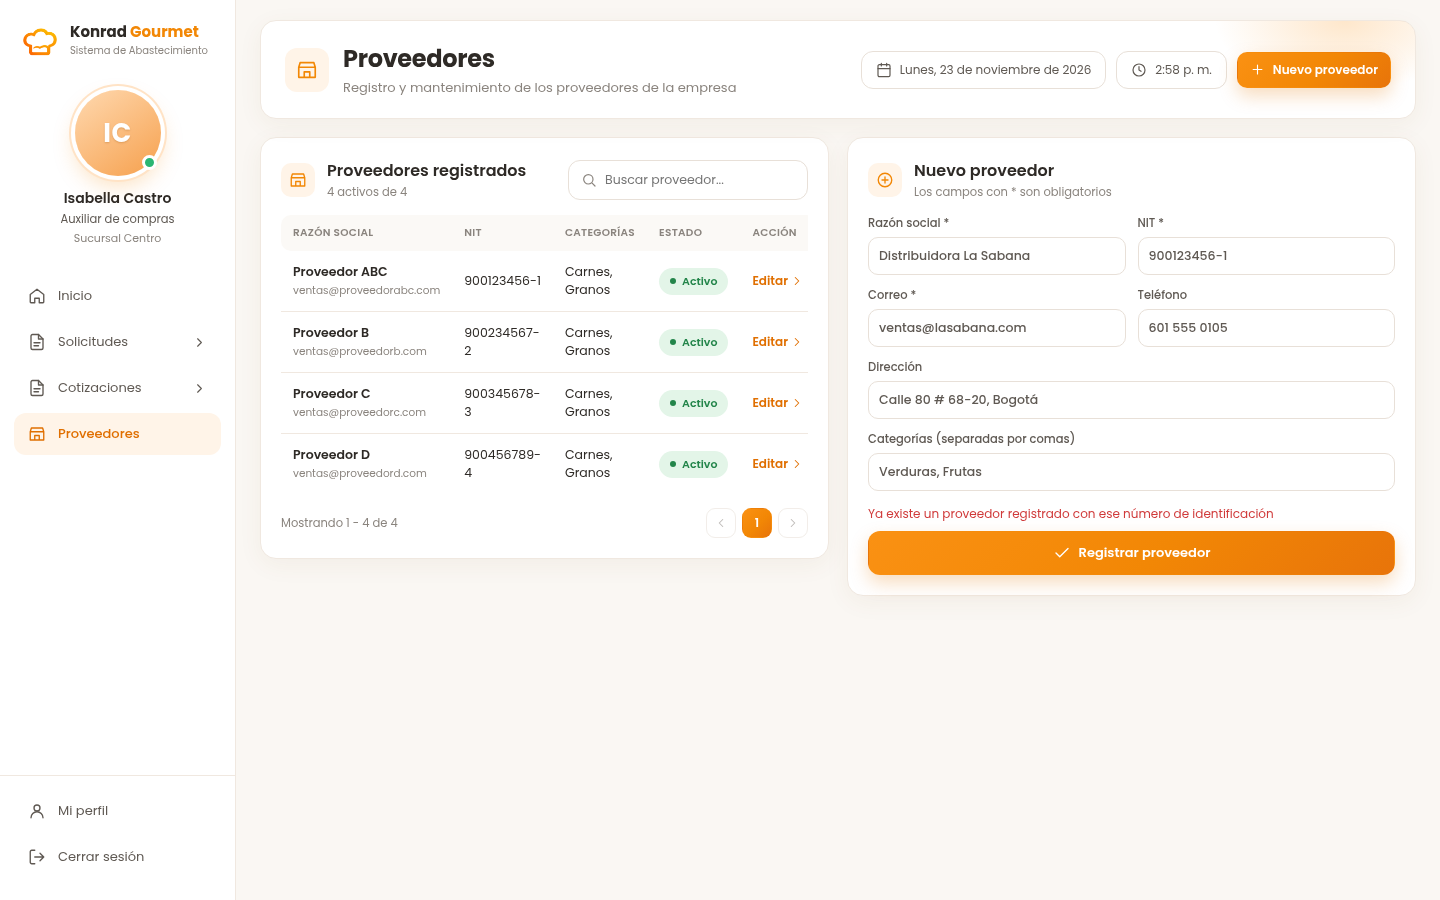 Konrad Gourmet
Sistema de Abastecimiento
IC
Isabella Castro
Auxiliar de compras
Sucursal Centro
Inicio
Solicitudes
Cotizaciones
Proveedores
Mi perfil
Cerrar sesión
Proveedores
Registro y mantenimiento de los proveedores de la empresa
Lunes, 23 de noviembre de 2026
2:58 p. m.
Nuevo proveedor
Proveedores registrados
4 activos de 4
Buscar proveedor...
RAZÓN SOCIAL NIT CATEGORÍAS ESTADO ACCIÓN
Proveedor ABC
ventas@proveedorabc.com
900123456-1
Carnes,
Granos
Activo
Editar
Proveedor B
ventas@proveedorb.com
900234567-
2
Carnes,
Granos
Activo
Editar
Proveedor C
ventas@proveedorc.com
900345678-
3
Carnes,
Granos
Activo
Editar
Proveedor D
ventas@proveedord.com
900456789-
4
Carnes,
Granos
Activo
Editar
Mostrando 1 - 4 de 4
1
Nuevo proveedor
Los campos con * son obligatorios
Razón social *
Distribuidora La Sabana
NIT *
900123456-1
Correo *
ventas@lasabana.com
Teléfono
601 555 0105
Dirección
Calle 80 # 68-20, Bogotá
Categorías (separadas por comas)
Verduras, Frutas
Ya existe un proveedor registrado con ese número de identificación
Registrar proveedor